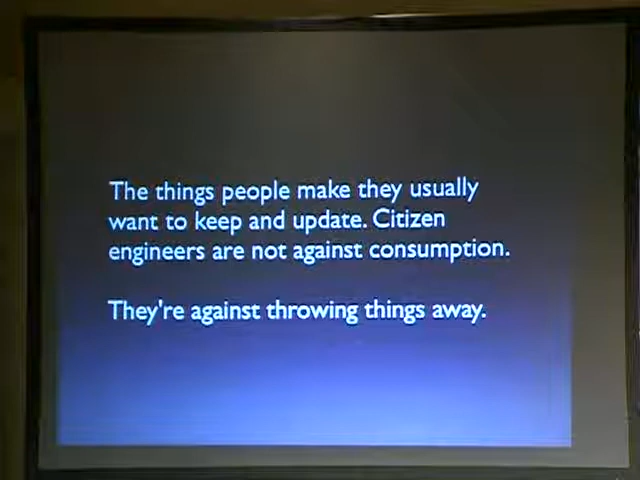 The things people make they usually
want to keep and update. Citizen
engineers are not against consumption.
They're against throwing things away.